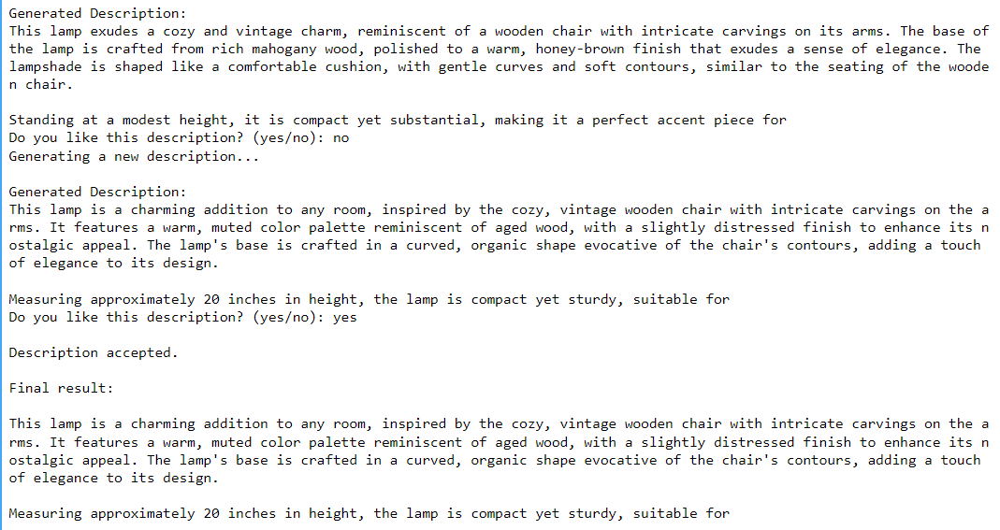 Generated Description:
This lamp exudes a cozy and vintage charm, reminiscent of a wooden chair with intricate carvings on its arms. The base of
the lamp is crafted from rich mahogany wood, polished to a warm, honey-brown finish that exudes a sense of elegance. The
lampshade is shaped like a comfortable cushion, with gentle curves and soft contours, similar to the seating of the woode
n chair.
Standing at a modest height, it is compact yet substantial, making it a perfect accent piece for
Do you like this description? (yes/no): no
Generating a new description...
Generated Description:
This lamp is a charming addition to any room, inspired by the cozy, vintage wooden chair with intricate carvings on the a
rms. It features a warm, muted color palette reminiscent of aged wood, with a slightly distressed finish to enhance its n
ostalgic appeal. The lamp's base is crafted in a curved, organic shape evocative of the chair's contours, adding a touch
of elegance to its design.
Measuring approximately 20 inches in height, the lamp is compact yet sturdy, suitable for
Do you like this description? (yes/no): yes
Description accepted.
Final result:
This lamp is a charming addition to any room, inspired by the cozy, vintage wooden chair with intricate carvings on the a
rms. It features a warm, muted color palette reminiscent of aged wood, with a slightly distressed finish to enhance its n
ostalgic appeal. The lamp's base is crafted in a curved, organic shape evocative of the chair's contours, adding a touch
of elegance to its design.
Measuring approximately 20 inches in height, the lamp is compact yet sturdy, suitable for